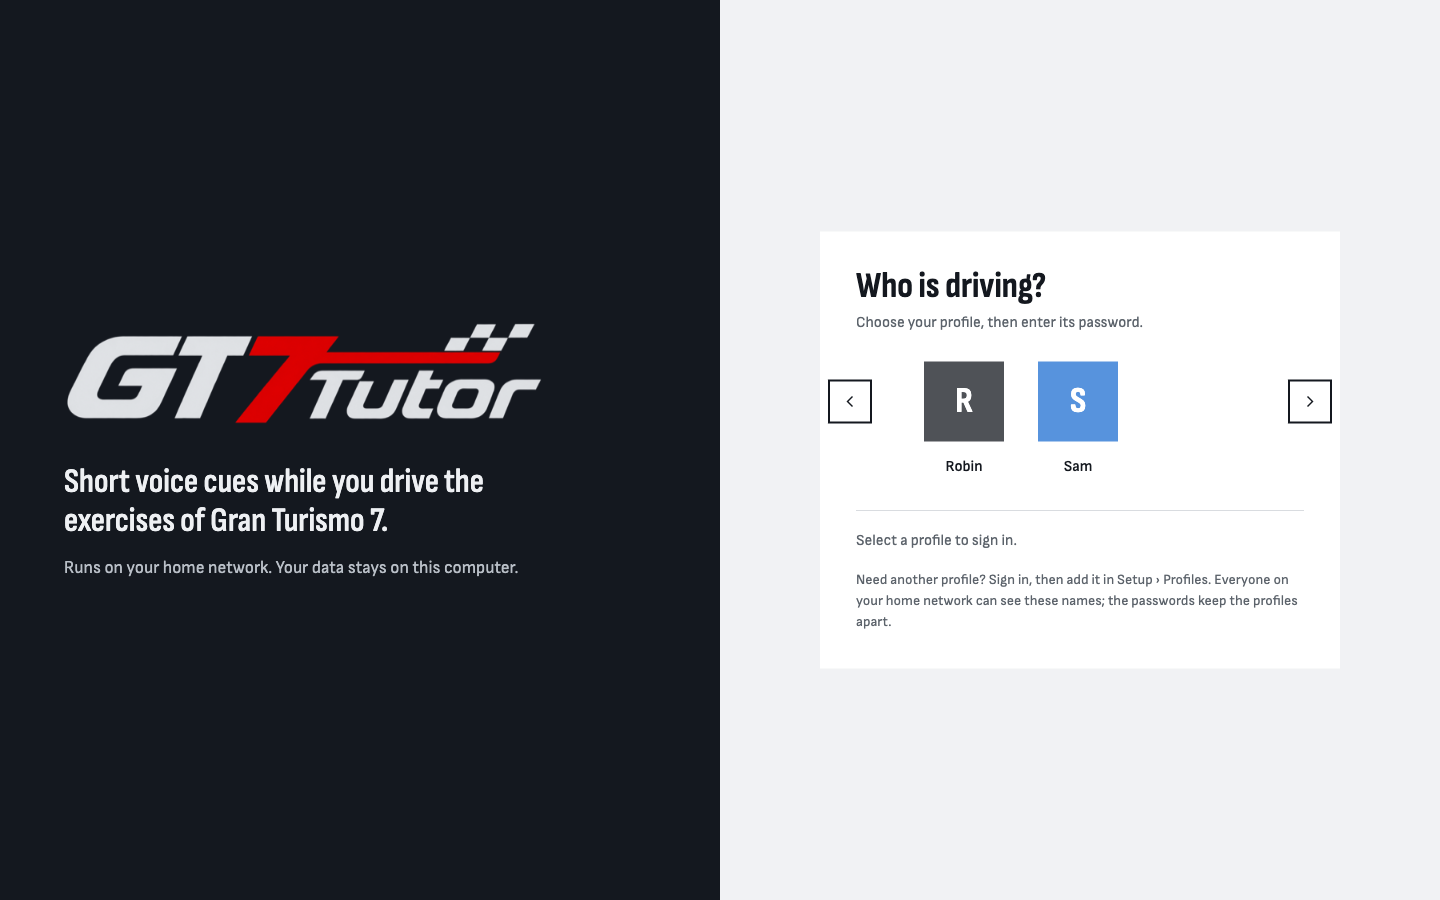 GT7 Tutor
Short voice cues while you drive the
exercises of Gran Turismo 7.
Runs on your home network. Your data stays on this computer.
Who is driving?
Choose your profile, then enter its password.
R
S
Robin
Sam
Select a profile to sign in.
Need another profile? Sign in, then add it in Setup › Profiles. Everyone on
your home network can see these names; the passwords keep the profiles
apart.